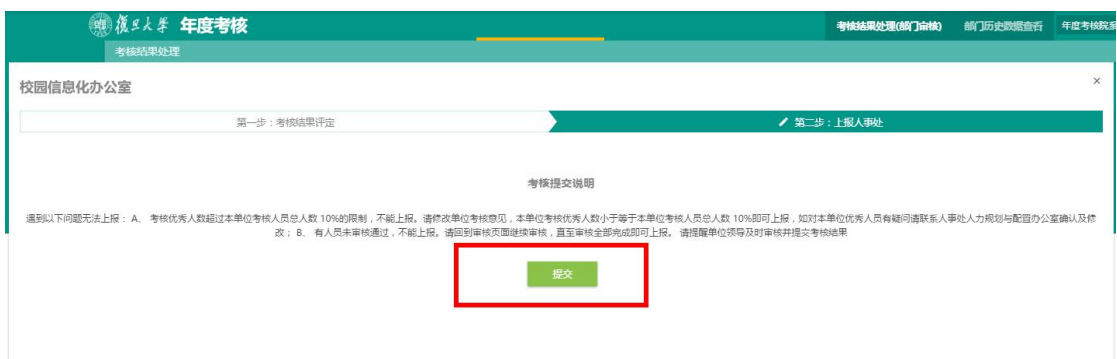 復旦大學 年度考核 考核结果处理(部门审核) 部门历史数据查看 年度考核院系
考核结果处理
校园信息化办公室 ×
第一步：考核结果评定 第二步：上报人事处
考核提交说明
遇到以下问题无法上报： A、 考核优秀人数超过本单位考核人员总人数 10%的限制，不能上报。请修改单位考核意见，本单位考核优秀人数小于等于本单位考核人员总人数 10%即可上报，如对本单位优秀人员有疑问请联系人事处人力规划与配置办公室确认及修
改； B、 有人员未审核通过，不能上报。请回到审核页面继续审核，直至审核全部完成即可上报。 请提醒单位领导及时审核并提交考核结果
提交